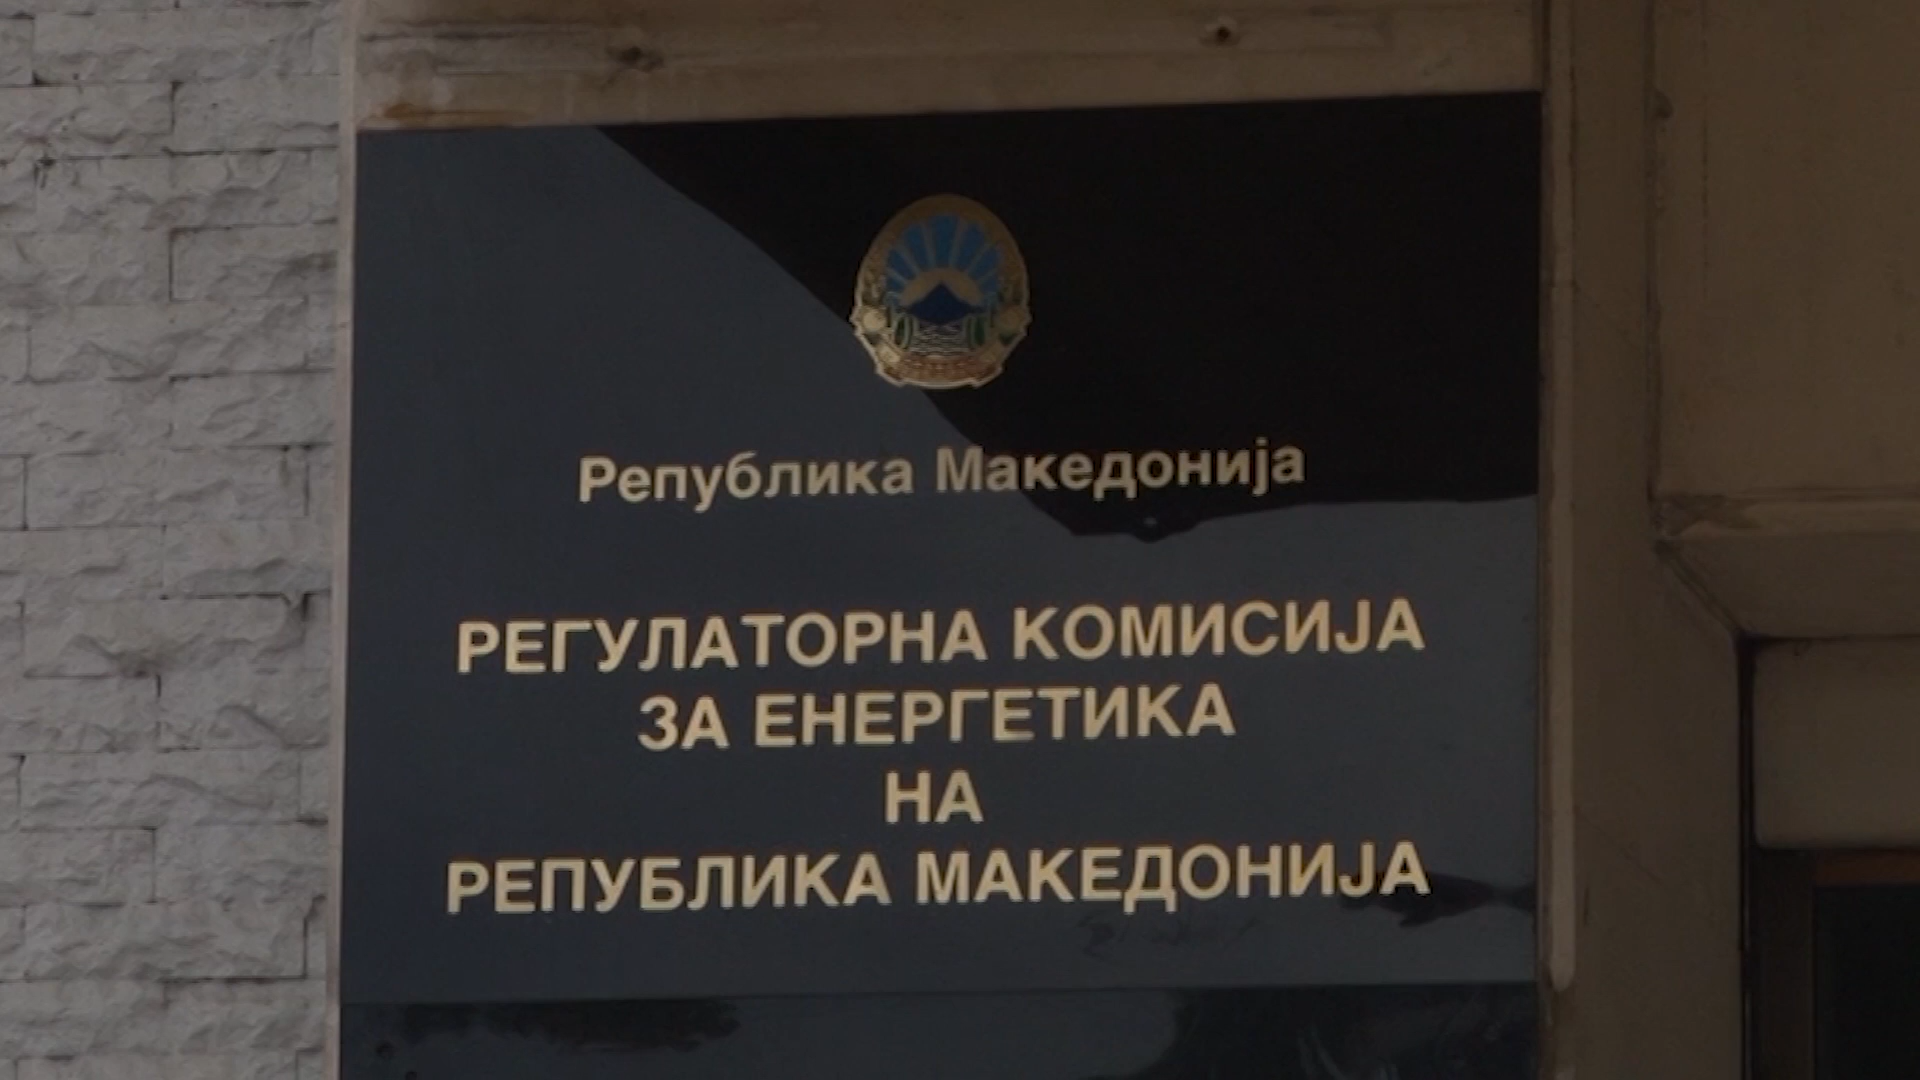 Република Македонија
РЕГУЛАТОРНА КОМИСИЈА
ЗА ЕНЕРГЕТИКА
НА
РЕПУБЛИКА МАКЕДОНИЈА